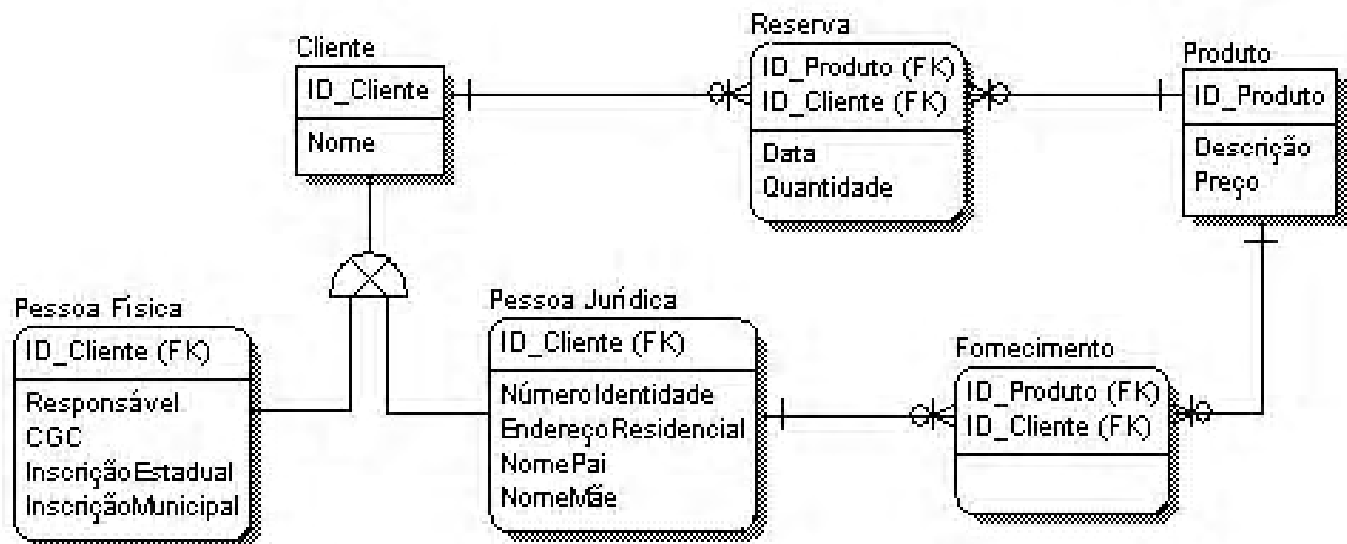 Cliente
ID_Cliente
Nome
Reserva
ID_Produto (FK)
ID_Cliente (FK)
Data
Quantidade
Produto
ID_Produto
Descrição
Preço
Pessoa Física
ID_Cliente (FK)
Responsável
CGC
InscriçãoEstadual
InscriçãoMunicipal
Pessoa Jurídica
ID_Cliente (FK)
NúmeroIdentidade
EndereçoResidencial
NomePai
NomeMãe
Fornecimento
ID_Produto (FK)
ID_Cliente (FK)